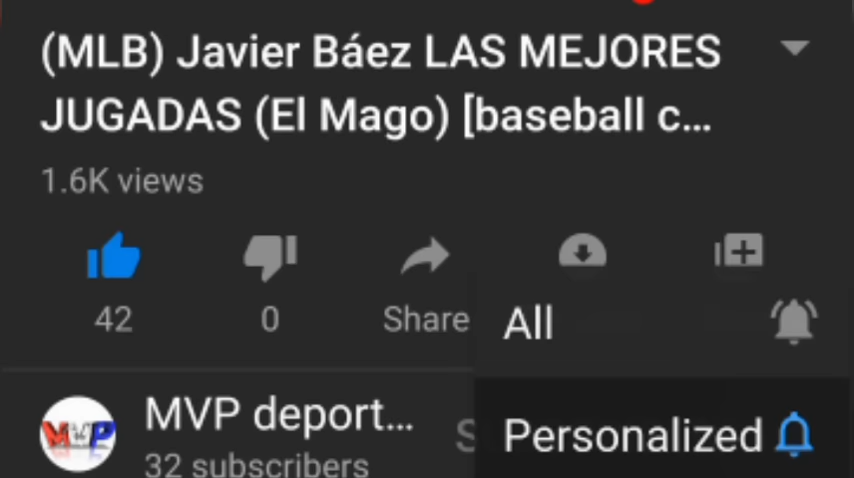 (MLB) Javier Báez LAS MEJORES
JUGADAS (El Mago) [baseball c...
1.6K views
42
0
Share
All
MVP
MVP deport...
S
Personalized
32 subscribers